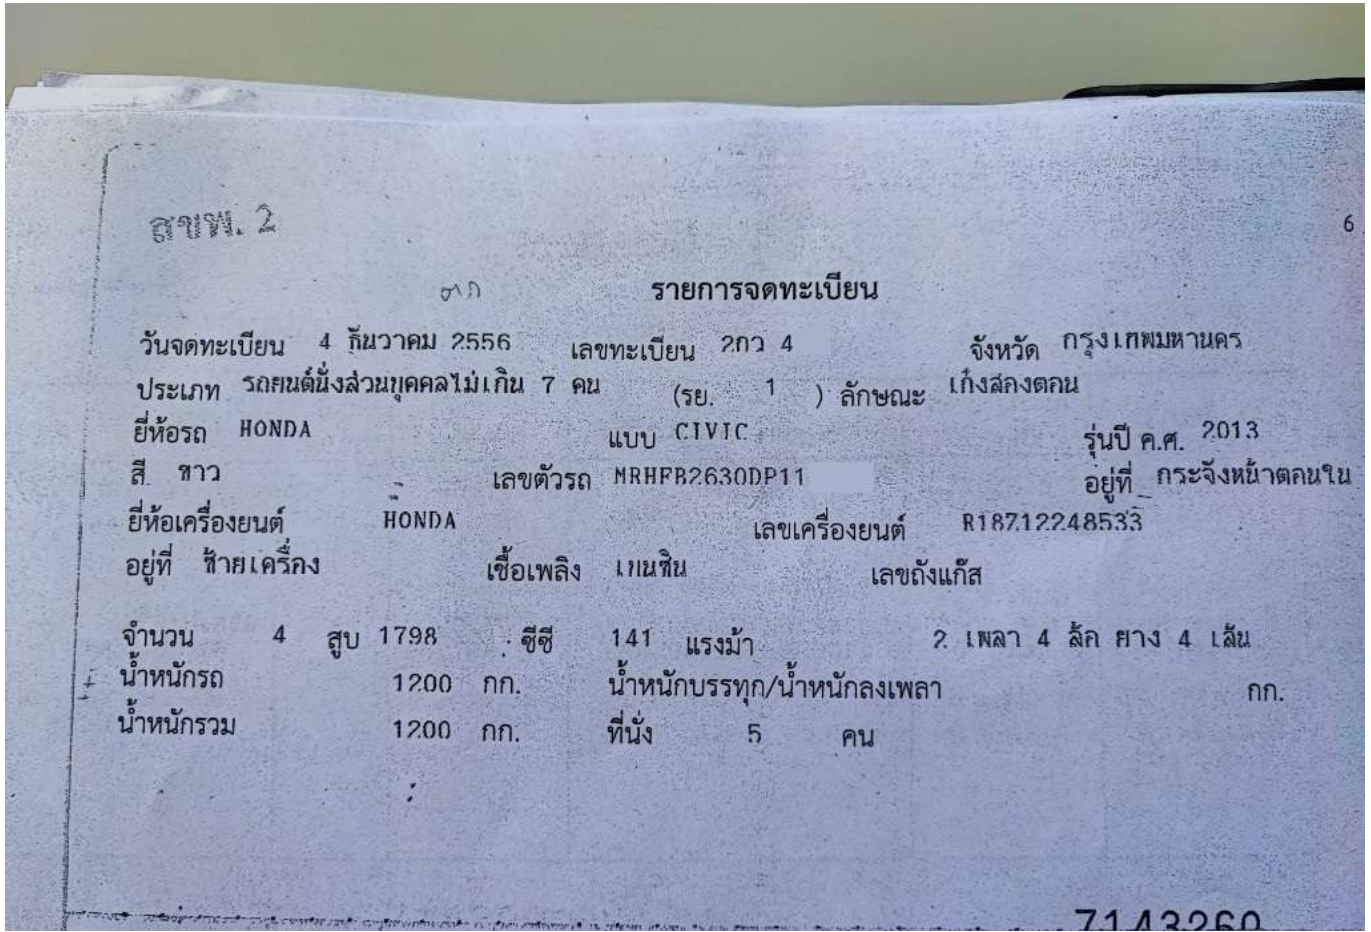 สขพ. 2
6
รายการจดทะเบียน
วันจดทะเบียน 4 ธันวาคม 2556 เลขทะเบียน 2กว 4 จังหวัด กรุงเทพมหานคร
ประเภท รถยนต์นั่งส่วนบุคคลไม่เกิน 7 คน (รย. 1 ) ลักษณะ เก๋งสองตอน
ยี่ห้อรถ HONDA แบบ CIVIC รุ่นปี ค.ศ. 2013
สี ขาว เลขตัวรถ MRHFB2630DP11 อยู่ที่ กระจังหน้าตอนใน
ยี่ห้อเครื่องยนต์ HONDA เลขเครื่องยนต์ R18Z12248533
อยู่ที่ ซ้ายเครื่อง เชื้อเพลิง เบนซิน เลขถังแก๊ส
จำนวน 4 สูบ 1798 ซีซี 141 แรงม้า 2 เพลา 4 ล้อ ยาง 4 เส้น
น้ำหนักรถ 1200 กก. น้ำหนักบรรทุก/น้ำหนักลงเพลา กก.
น้ำหนักรวม 1200 กก. ที่นั่ง 5 คน
7143260